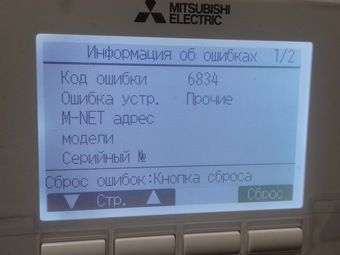 MITSUBISHI
ELECTRIC
Информация об ошибках 1/2
Код ошибки 6834
Ошибка устр. Прочие
M-NET адрес
модели
Серийный №
Сброс ошибок:Кнопка сброса
▼ Стр. ▲ Сброс